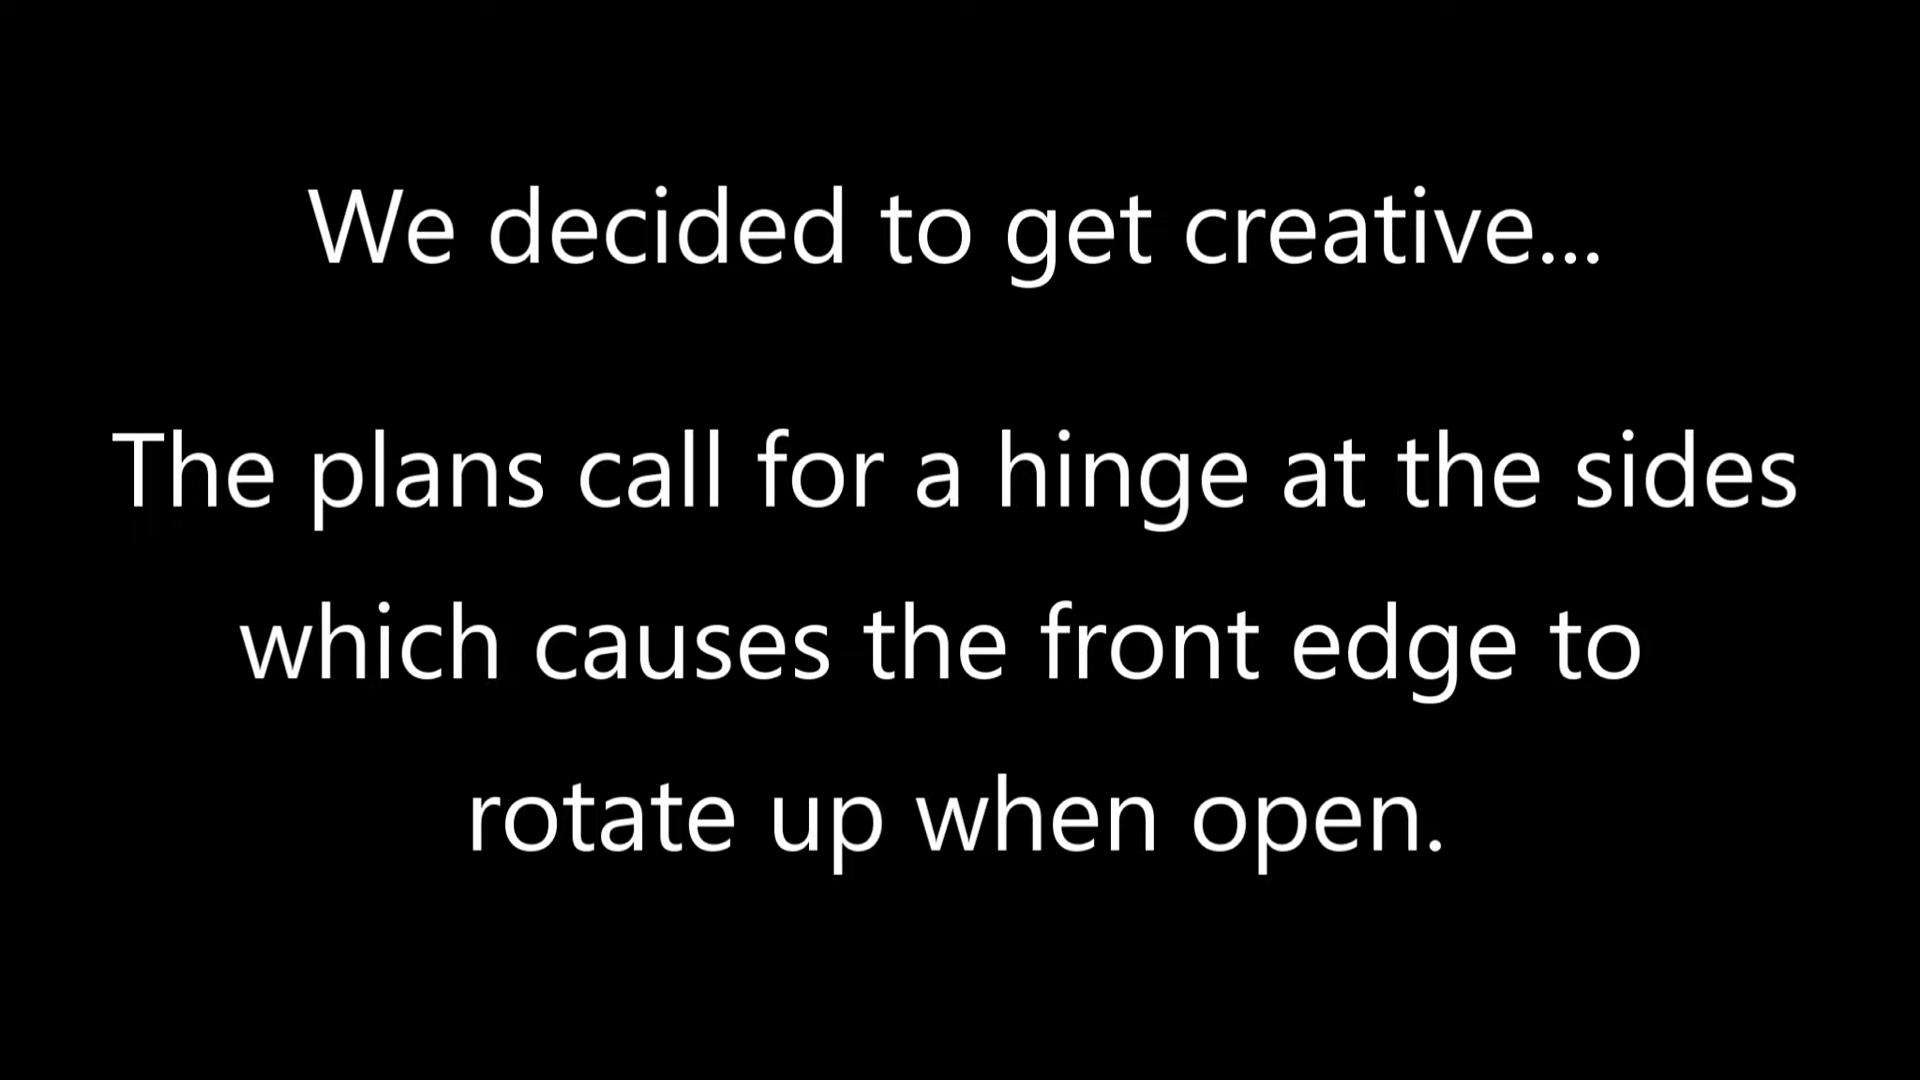 We decided to get creative...
The plans call for a hinge at the sides
which causes the front edge to
rotate up when open.